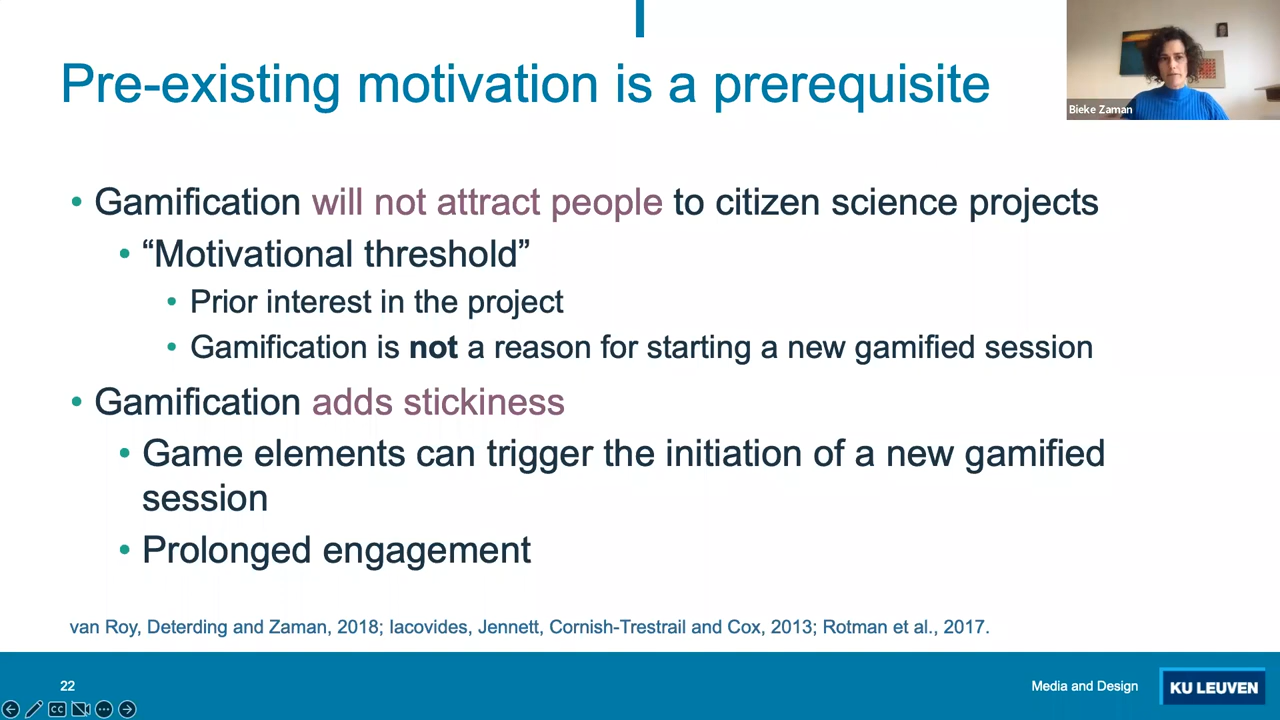 Pre-existing motivation is a prerequisite
Bieke Zaman
• Gamification will not attract people to citizen science projects
• “Motivational threshold”
• Prior interest in the project
• Gamification is not a reason for starting a new gamified session
• Gamification adds stickiness
• Game elements can trigger the initiation of a new gamified
session
• Prolonged engagement
van Roy, Deterding and Zaman, 2018; Iacovides, Jennett, Cornish-Trestrail and Cox, 2013; Rotman et al., 2017.
22
Media and Design
KU LEUVEN
CC